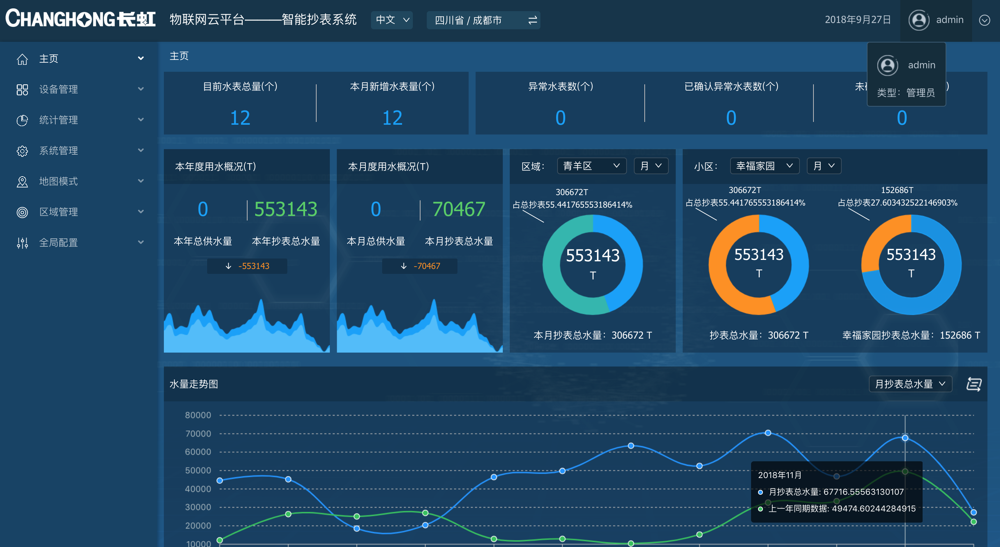 CHANGHONG长虹
物联网云平台———智能抄表系统
中文
四川省 / 成都市
2018年9月27日
admin
主页
设备管理
统计管理
系统管理
地图模式
区域管理
全局配置
主页
admin
类型：管理员
目前水表总量(个)
12
本月新增水表量(个)
12
异常水表数(个)
0
已确认异常水表数(个)
0
未
)
0
本年度用水概况(T)
0
553143
本年总供水量
本年抄表总水量
-553143
本月度用水概况(T)
0
70467
本月总供水量
本月抄表总水量
-70467
区域：
青羊区
月
306672T
占总抄表55.441765553186414%
553143
T
本月抄表总水量：306672 T
小区：
幸福家园
月
306672T
占总抄表55.441765553186414%
553143
T
抄表总水量：306672 T
152686T
占总抄表27.603432522146903%
553143
T
幸福家园抄表总水量：152686 T
水量走势图
月抄表总水量
80000
70000
60000
50000
40000
30000
20000
10000
2018年11月
月抄表总水量: 67716.55563130107
上一年同期数据: 49474.60244284915